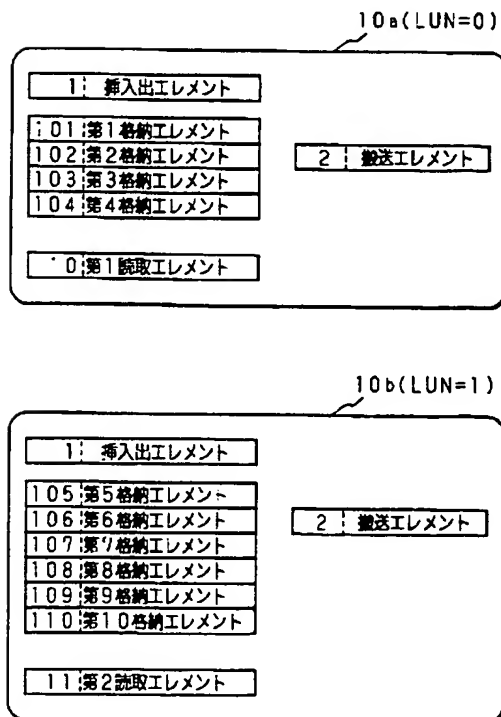 10a(LUN=0)
1 挿入出エレメント
101 第1格納エレメント
102 第2格納エレメント
103 第3格納エレメント
104 第4格納エレメント
2 搬送エレメント
10 第1読取エレメント
10b(LUN=1)
1 挿入出エレメント
105 第5格納エレメント
106 第6格納エレメント
107 第7格納エレメント
108 第8格納エレメント
109 第9格納エレメント
110 第10格納エレメント
2 搬送エレメント
11 第2読取エレメント